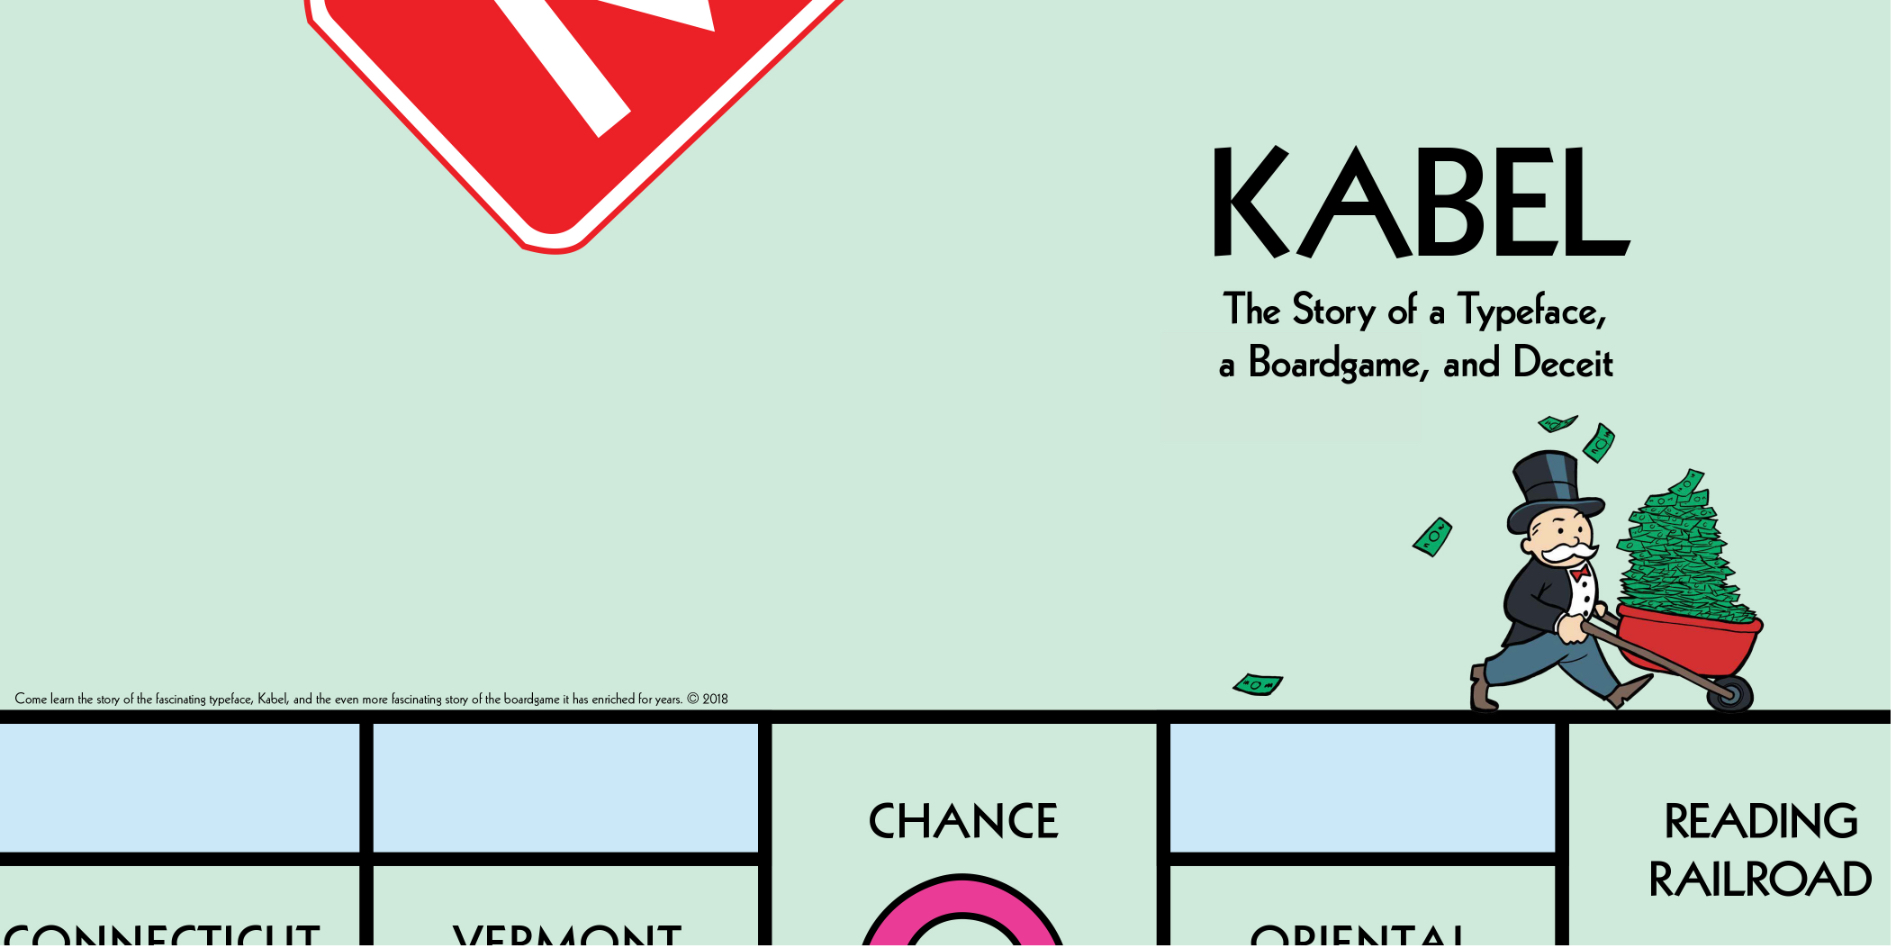 KABEL
The Story of a Typeface,
a Boardgame, and Deceit
Come learn the story of the fascinating typeface, Kabel, and the even more fascinating story of the boardgame it has enriched for years. © 2018
CHANCE
READING
RAILROAD
CONNECTICUT
VERMONT
ORIENTAL